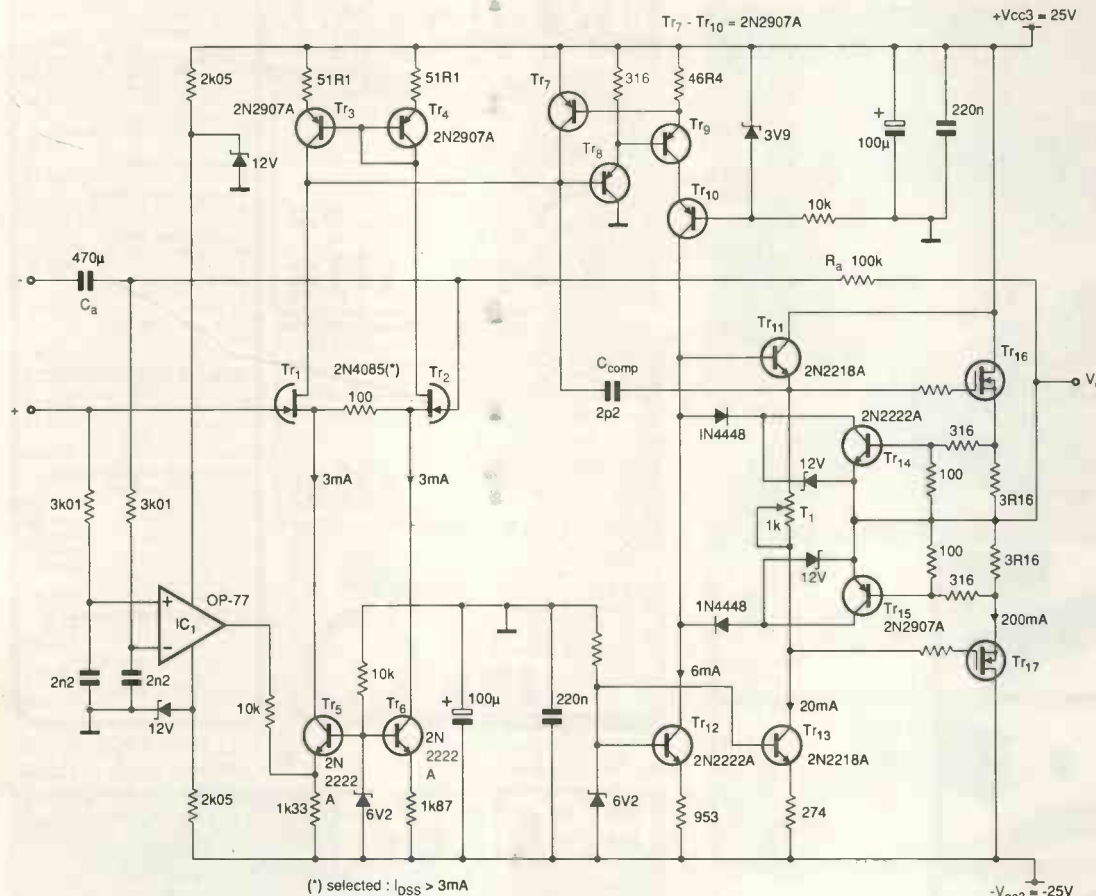 Tr7 - Tr10 = 2N2907A
+Vcc3 = 25V
2k05
51R1
51R1
316
46R4
Tr7
2N2907A
Tr3
Tr4
2N2907A
Tr9
3V9
100µ
+
220n
12V
Tr8
Tr10
10k
470µ
-
Ca
Ra 100k
Tr11
2N2218A
Tr1
2N4085(*)
Tr2
Ccomp
2p2
Tr16
+
100
1N4448
2N2222A
316
3mA
3mA
12V
Tr14
100
3R16
3k01
3k01
T1
1k
12V
100
3R16
316
OP-77
IC1
+
-
1N4448
Tr15
2N2907A
200mA
Tr17
2n2
2n2
12V
10k
10k
+
100µ
220n
6mA
20mA
Tr5
Tr6
2N
2222
A
2N
2222
A
Tr12
2N2222A
Tr13
2N2218A
2k05
1k33
6V2
1k87
6V2
953
274
(*) selected : IDSS > 3mA
-Vcc3 = -25V